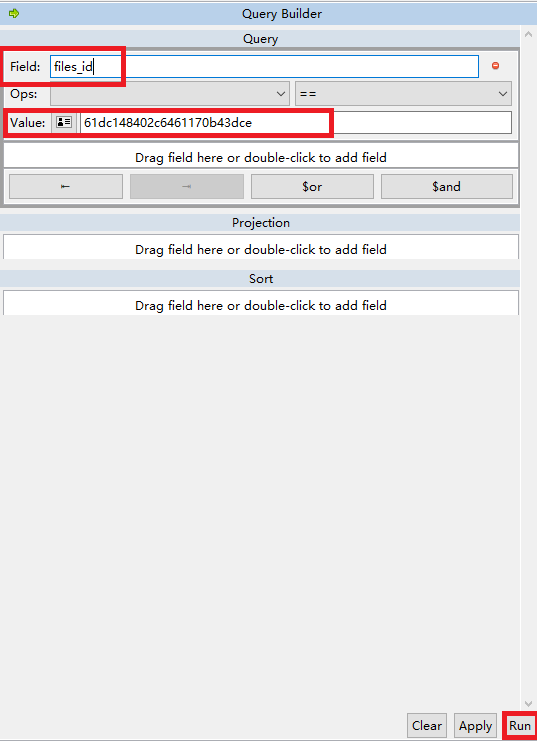 Query Builder
Query
Field: files_id
Ops: ==
Value: 61dc148402c6461170b43dce
Drag field here or double-click to add field
← → $or $and
Projection
Drag field here or double-click to add field
Sort
Drag field here or double-click to add field
Clear Apply Run